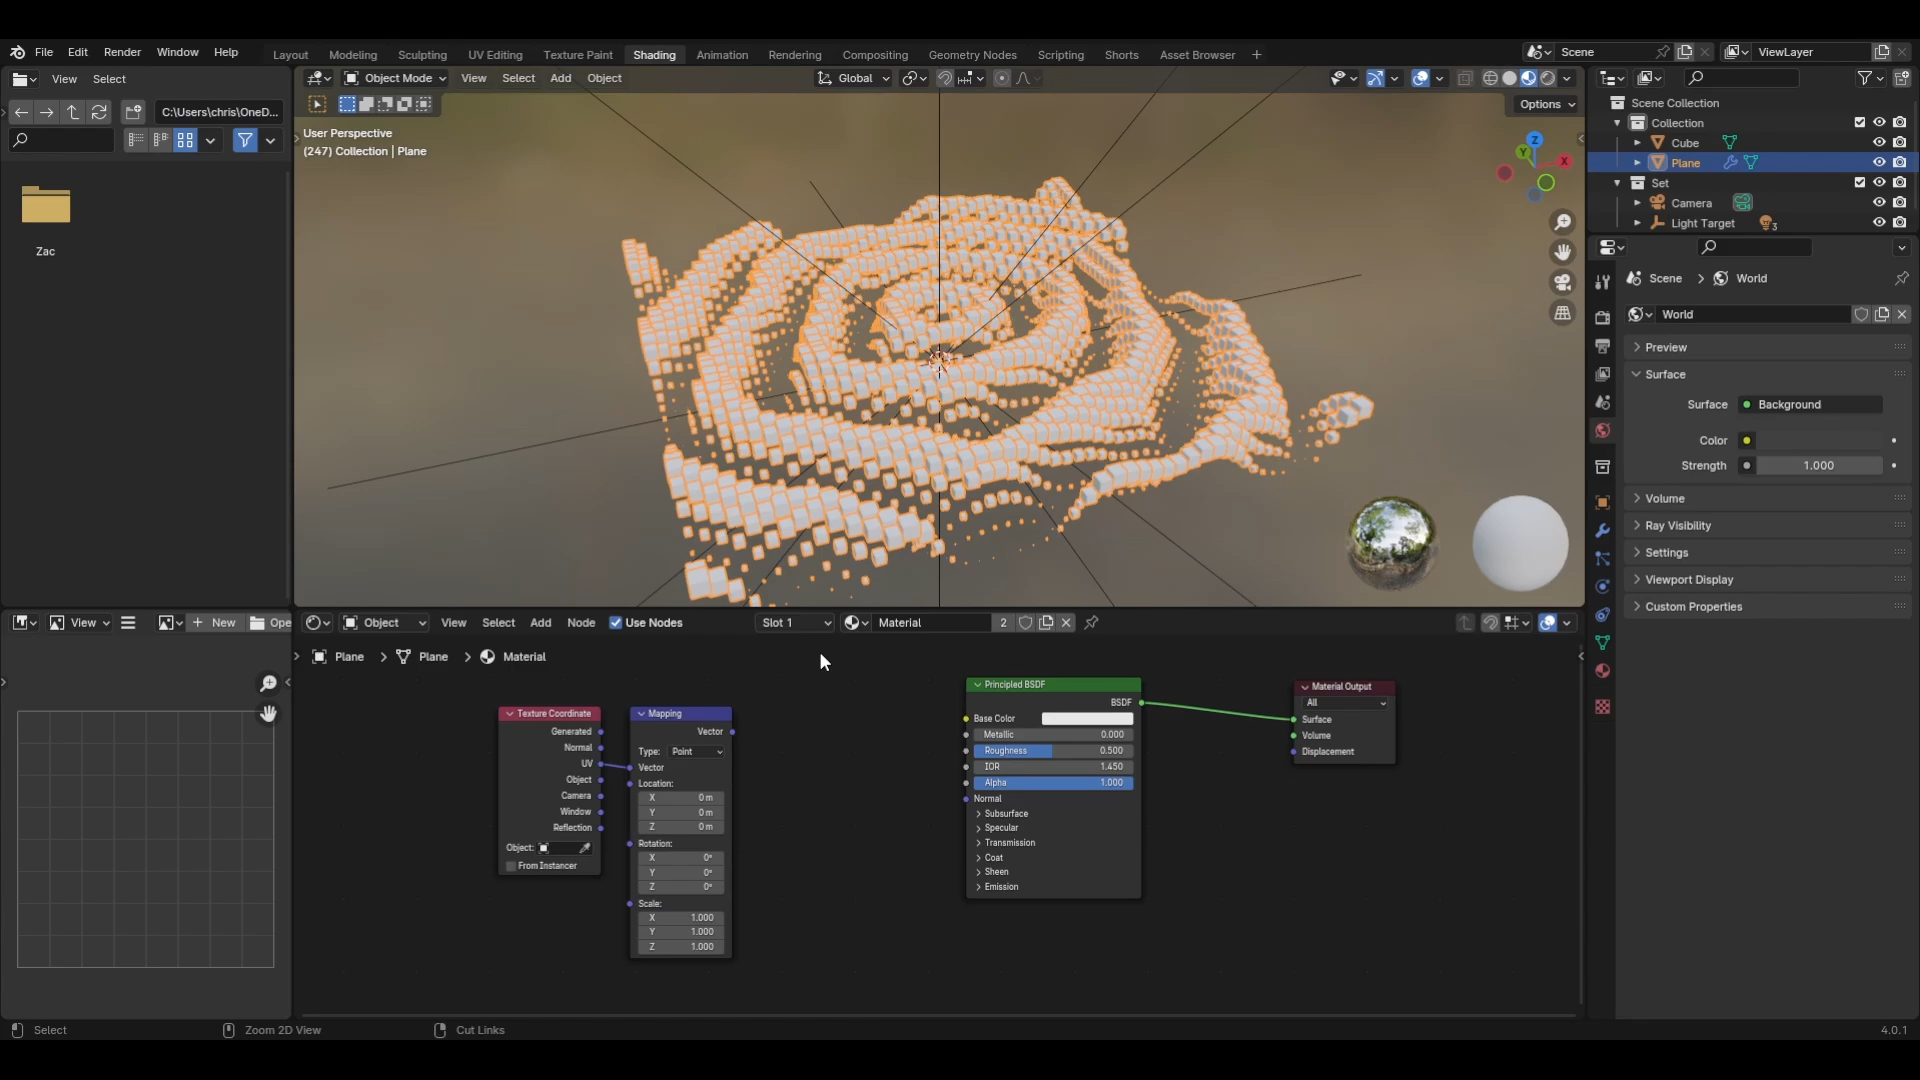 File Edit Render Window Help
Layout Modeling Sculpting UV Editing Texture Paint Shading Animation Rendering Compositing Geometry Nodes Scripting Shorts Asset Browser +
Scene
ViewLayer
View Select
C:\Users\chris\OneD...
Zac
Object Mode View Select Add Object
Global
Options
User Perspective
(247) Collection | Plane
Z
Y
X
Scene Collection
Collection
Cube
Plane
Set
Camera
Light Target 3
Scene > World
World
Preview
Surface
Surface Background
Color
Strength 1.000
Volume
Ray Visibility
Settings
Viewport Display
Custom Properties
View + New Ope
Object View Select Add Node Use Nodes Slot 1 Material 2
Plane > Plane > Material
Texture Coordinate
Generated
Normal
UV
Object
Camera
Window
Reflection
Object:
From Instancer
Mapping
Vector
Type: Point
Vector
Location:
X 0 m
Y 0 m
Z 0 m
Rotation:
X 0°
Y 0°
Z 0°
Scale:
X 1.000
Y 1.000
Z 1.000
Principled BSDF
BSDF
Base Color
Metallic 0.000
Roughness 0.500
IOR 1.450
Alpha 1.000
Normal
Subsurface
Specular
Transmission
Coat
Sheen
Emission
Material Output
All
Surface
Volume
Displacement
Select Zoom 2D View Cut Links 4.0.1